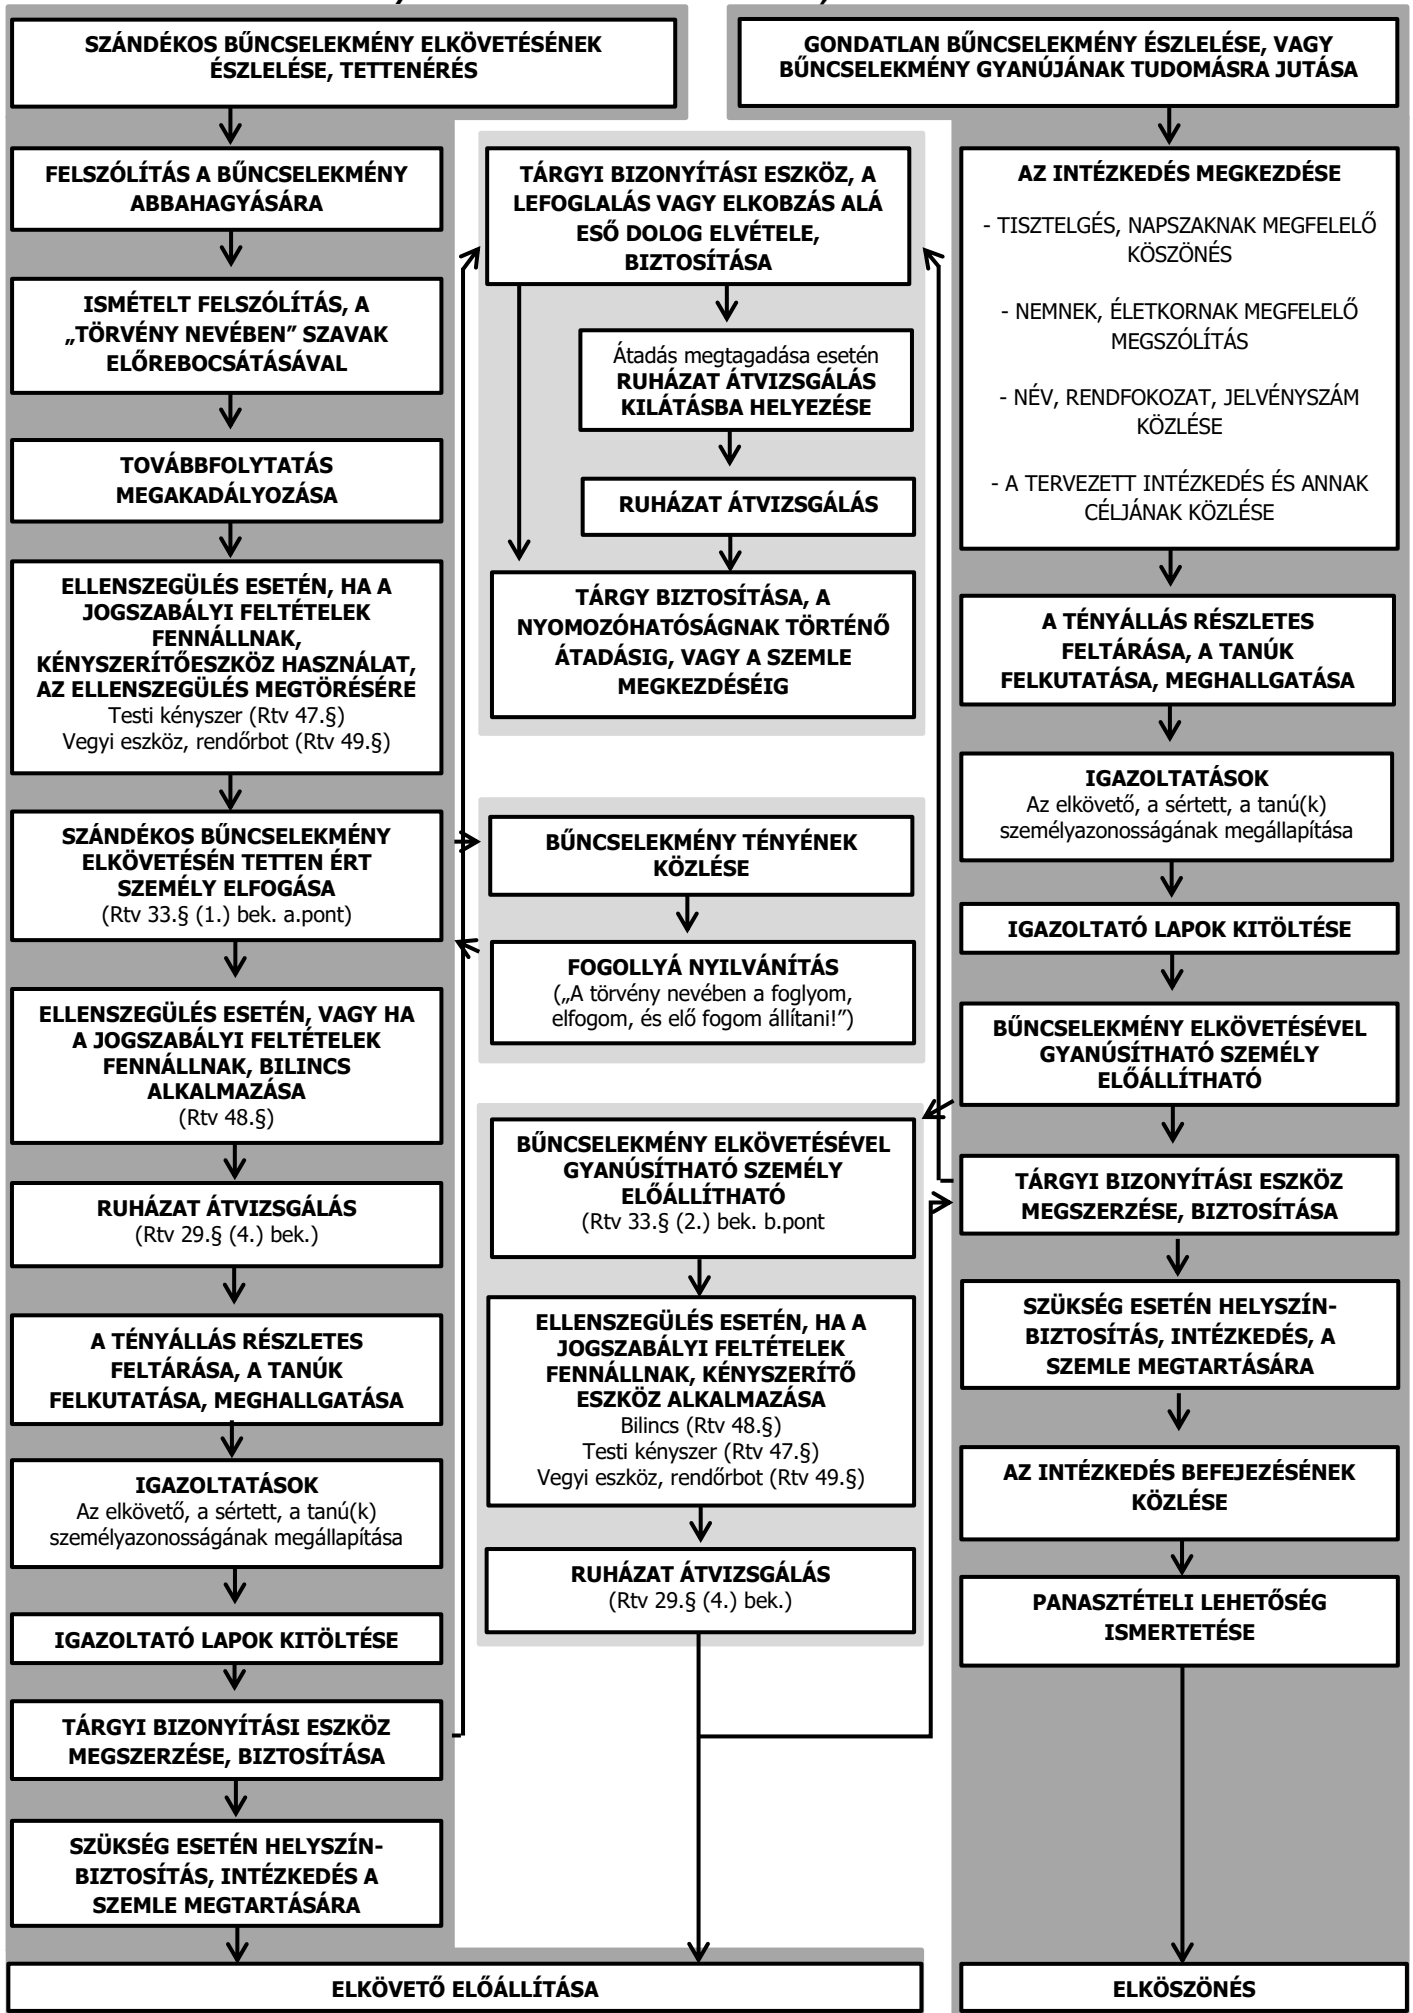 SZÁNDÉKOS BŰNCSELEKMÉNY ELKÖVETÉSÉNEK
ÉSZLELÉSE, TETTENÉRÉS
FELSZÓLÍTÁS A BŰNCSELEKMÉNY
ABBAHAGYÁSÁRA
ISMÉTELT FELSZÓLÍTÁS, A
„TÖRVÉNY NEVÉBEN” SZAVAK
ELŐREBOCSÁTÁSÁVAL
TOVÁBBFOLYTATÁS
MEGAKADÁLYOZÁSA
ELLENSZEGÜLÉS ESETÉN, HA A
JOGSZABÁLYI FELTÉTELEK
FENNÁLLNAK,
KÉNYSZERÍTŐESZKÖZ HASZNÁLAT,
AZ ELLENSZEGÜLÉS MEGTÖRÉSÉRE
Testi kényszer (Rtv 47.§)
Vegyi eszköz, rendőrbot (Rtv 49.§)
SZÁNDÉKOS BŰNCSELEKMÉNY
ELKÖVETÉSÉN TETTEN ÉRT
SZEMÉLY ELFOGÁSA
(Rtv 33.§ (1.) bek. a.pont)
ELLENSZEGÜLÉS ESETÉN, VAGY HA
A JOGSZABÁLYI FELTÉTELEK
FENNÁLLNAK, BILINCS
ALKALMAZÁSA
(Rtv 48.§)
RUHÁZAT ÁTVIZSGÁLÁS
(Rtv 29.§ (4.) bek.)
A TÉNYÁLLÁS RÉSZLETES
FELTÁRÁSA, A TANÚK
FELKUTATÁSA, MEGHALLGATÁSA
IGAZOLTATÁSOK
Az elkövető, a sértett, a tanú(k)
személyazonosságának megállapítása
IGAZOLTATÓ LAPOK KITÖLTÉSE
TÁRGYI BIZONYÍTÁSI ESZKÖZ
MEGSZERZÉSE, BIZTOSÍTÁSA
SZÜKSÉG ESETÉN HELYSZÍN-
BIZTOSÍTÁS, INTÉZKEDÉS A
SZEMLE MEGTARTÁSÁRA
ELKÖVETŐ ELŐÁLLÍTÁSA
TÁRGYI BIZONYÍTÁSI ESZKÖZ, A
LEFOGLALÁS VAGY ELKOBZÁS ALÁ
ESŐ DOLOG ELVÉTELE,
BIZTOSÍTÁSA
Átadás megtagadása esetén
RUHÁZAT ÁTVIZSGÁLÁS
KILÁTÁSBA HELYEZÉSE
RUHÁZAT ÁTVIZSGÁLÁS
TÁRGY BIZTOSÍTÁSA, A
NYOMOZÓHATÓSÁGNAK TÖRTÉNŐ
ÁTADÁSIG, VAGY A SZEMLE
MEGKEZDÉSÉIG
BŰNCSELEKMÉNY TÉNYÉNEK
KÖZLÉSE
FOGOLLYÁ NYILVÁNÍTÁS
(„A törvény nevében a foglyom,
elfogom, és elő fogom állítani!”)
BŰNCSELEKMÉNY ELKÖVETÉSÉVEL
GYANÚSÍTHATÓ SZEMÉLY
ELŐÁLLÍTHATÓ
(Rtv 33.§ (2.) bek. b.pont
ELLENSZEGÜLÉS ESETÉN, HA A
JOGSZABÁLYI FELTÉTELEK
FENNÁLLNAK, KÉNYSZERÍTŐ
ESZKÖZ ALKALMAZÁSA
Bilincs (Rtv 48.§)
Testi kényszer (Rtv 47.§)
Vegyi eszköz, rendőrbot (Rtv 49.§)
RUHÁZAT ÁTVIZSGÁLÁS
(Rtv 29.§ (4.) bek.)
GONDATLAN BŰNCSELEKMÉNY ÉSZLELÉSE, VAGY
BŰNCSELEKMÉNY GYANÚJÁNAK TUDOMÁSRA JUTÁSA
AZ INTÉZKEDÉS MEGKEZDÉSE
- TISZTELGÉS, NAPSZAKNAK MEGFELELŐ
KÖSZÖNÉS
- NEMNEK, ÉLETKORNAK MEGFELELŐ
MEGSZÓLÍTÁS
- NÉV, RENDFOKOZAT, JELVÉNYSZÁM
KÖZLÉSE
- A TERVEZETT INTÉZKEDÉS ÉS ANNAK
CÉLJÁNAK KÖZLÉSE
A TÉNYÁLLÁS RÉSZLETES
FELTÁRÁSA, A TANÚK
FELKUTATÁSA, MEGHALLGATÁSA
IGAZOLTATÁSOK
Az elkövető, a sértett, a tanú(k)
személyazonosságának megállapítása
IGAZOLTATÓ LAPOK KITÖLTÉSE
BŰNCSELEKMÉNY ELKÖVETÉSÉVEL
GYANÚSÍTHATÓ SZEMÉLY
ELŐÁLLÍTHATÓ
TÁRGYI BIZONYÍTÁSI ESZKÖZ
MEGSZERZÉSE, BIZTOSÍTÁSA
SZÜKSÉG ESETÉN HELYSZÍN-
BIZTOSÍTÁS, INTÉZKEDÉS, A
SZEMLE MEGTARTÁSÁRA
AZ INTÉZKEDÉS BEFEJEZÉSÉNEK
KÖZLÉSE
PANASZTÉTELI LEHETŐSÉG
ISMERTETÉSE
ELKÖSZÖNÉS